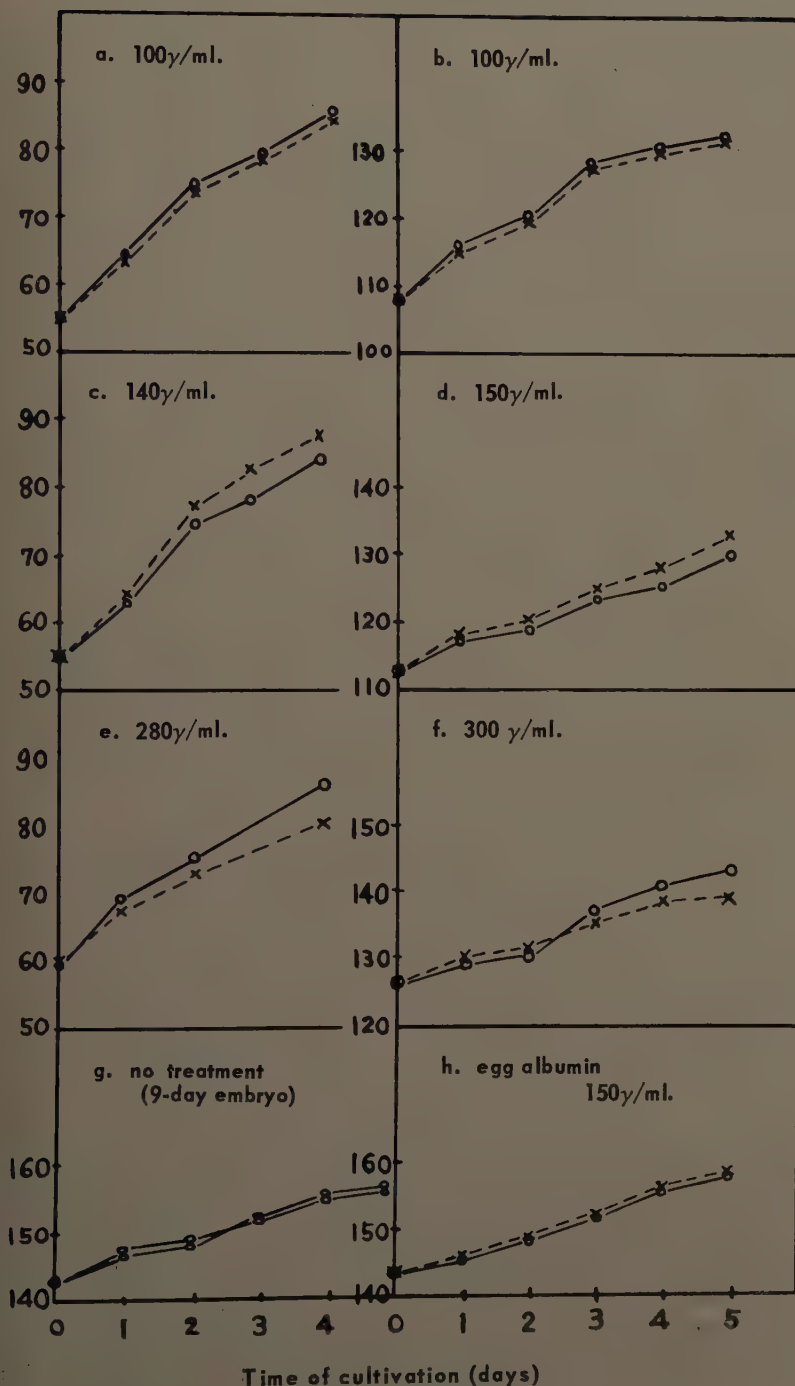 a. 100γ/ml.
90
80
70
60
50
b. 100γ/ml.
130
120
110
100
c. 140γ/ml.
90
80
70
60
50
d. 150γ/ml.
140
130
120
110
e. 280γ/ml.
90
80
70
60
50
f. 300 γ/ml.
150
140
130
120
g. no treatment
(9-day embryo)
160
150
140
h. egg albumin
150γ/ml.
160
150
140
0 1 2 3 4 0 1 2 3 4 5
Time of cultivation (days)